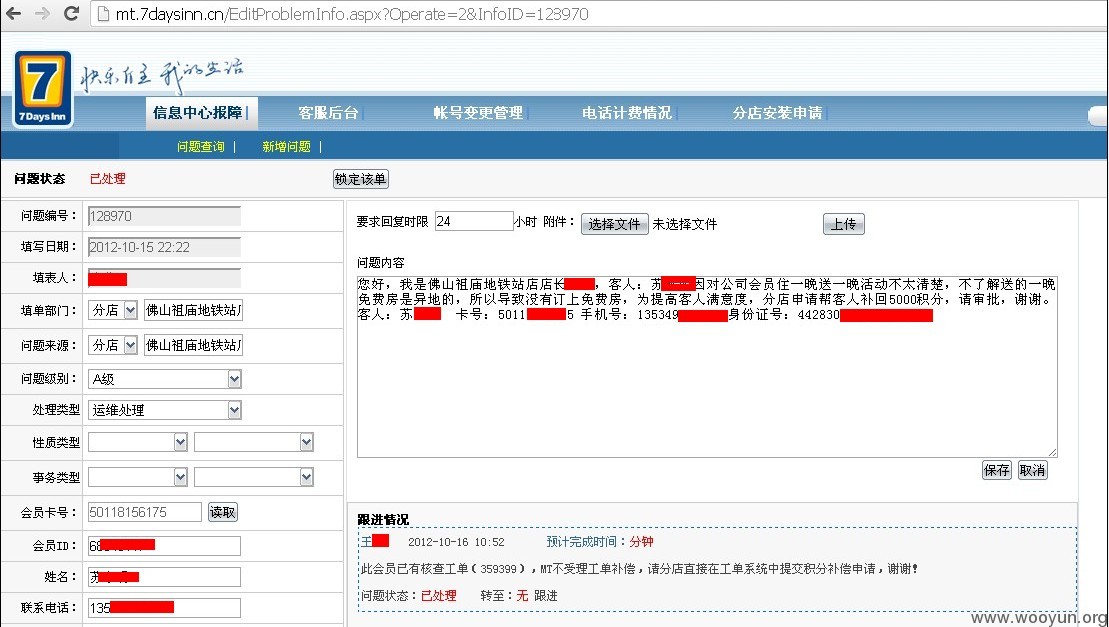 mt.7daysinn.cn/EditProblemInfo.aspx?Operate=2&InfoID=128970
7
7DaysInn
快乐自主 我的生活
信息中心报障| 客服后台| 帐号变更管理| 电话计费情况| 分店安装申请|
问题查询 | 新增问题 |
问题状态 已处理 锁定该单
问题编号： 128970
填写日期： 2012-10-15 22:22
填表人：
填单部门： 分店 佛山祖庙地铁站
问题来源： 分店 佛山祖庙地铁站
问题级别： A级
处理类型 运维处理
性质类型
事务类型
会员卡号： 50118156175 读取
会员ID： 68
姓名： 苏
联系电话： 135
要求回复时限 24 小时 附件： 选择文件 未选择文件 上传
问题内容
您好，我是佛山祖庙地铁站店店长，客人：苏因对公司会员住一晚送一晚活动不太清楚，不了解送的一晚
免费房是异地的，所以导致没有订上免费房，为提高客人满意度，分店申请帮客人补回5000积分，请审批，谢谢。
客人：苏 卡号：5011 5 手机号：135349 身份证号：442830
保存 取消
跟进情况
王 2012-10-16 10:52 预计完成时间：分钟
此会员已有核查工单（359399），MT不受理工单补偿，请分店直接在工单系统中提交积分补偿申请，谢谢！
问题状态：已处理 转至：无 跟进
www.wooyun.org